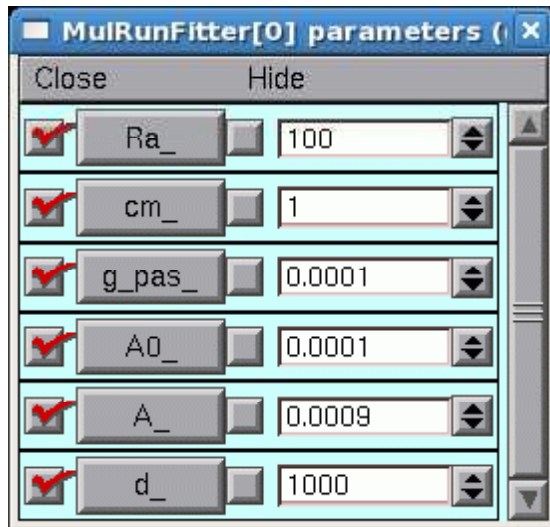 MulRunFitter[0] parameters (
Close Hide
Ra_ 100
cm_ 1
g_pas_ 0.0001
A0_ 0.0001
A_ 0.0009
d_ 1000